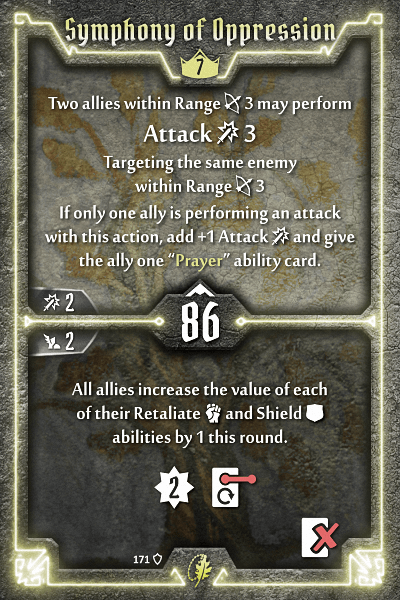 Symphony of Oppression
7
Two allies within Range 3 may perform
Attack 3
Targeting the same enemy
within Range 3
If only one ally is performing an attack
with this action, add +1 Attack and give
the ally one “Prayer” ability card.
2
86
2
All allies increase the value of each
of their Retaliate and Shield
abilities by 1 this round.
2
171